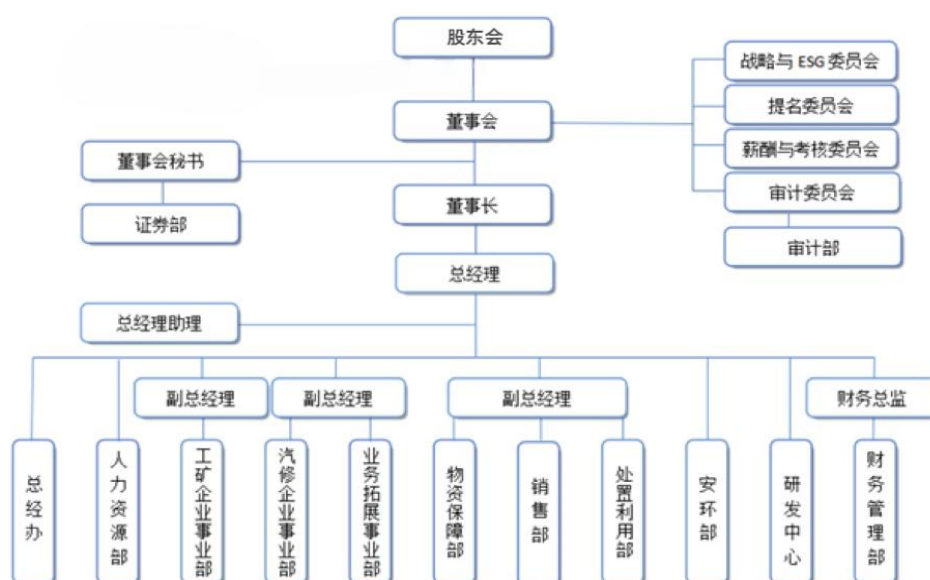 股东会
战略与 ESG 委员会
提名委员会
董事会
薪酬与考核委员会
董事会秘书
审计委员会
董事长
证券部
审计部
总经理
总经理助理
副总经理
副总经理
副总经理
财务总监
总经办
人力资源部
工矿企业事业部
汽修企业事业部
业务拓展事业部
物资保障部
销售部
处置利用部
安环部
研发中心
财务管理部